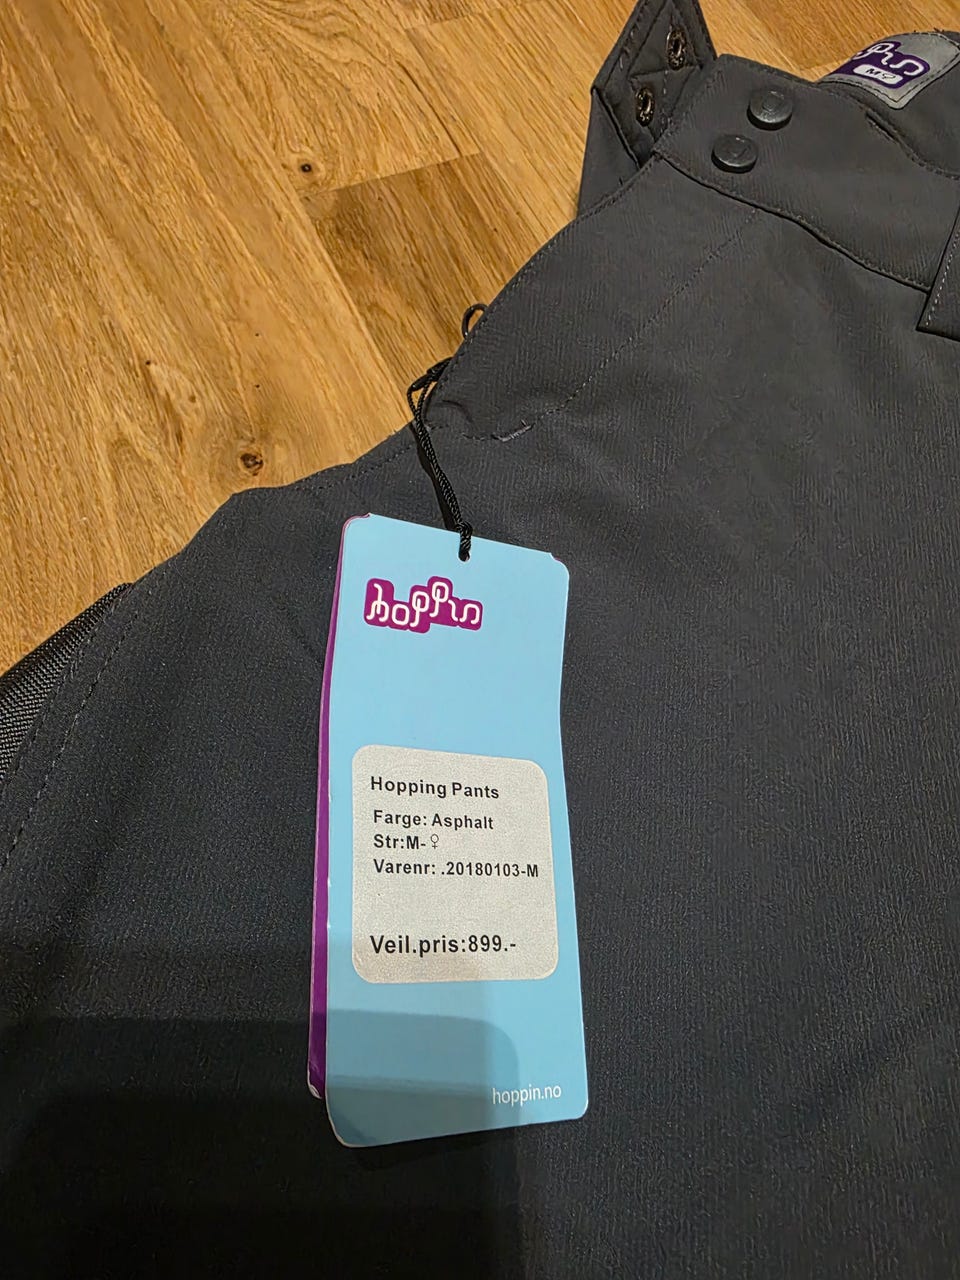 M♀
hoppin
Hopping Pants
Farge: Asphalt
Str:M-♀
Varenr: .20180103-M
Veil.pris:899.-
hoppin.no